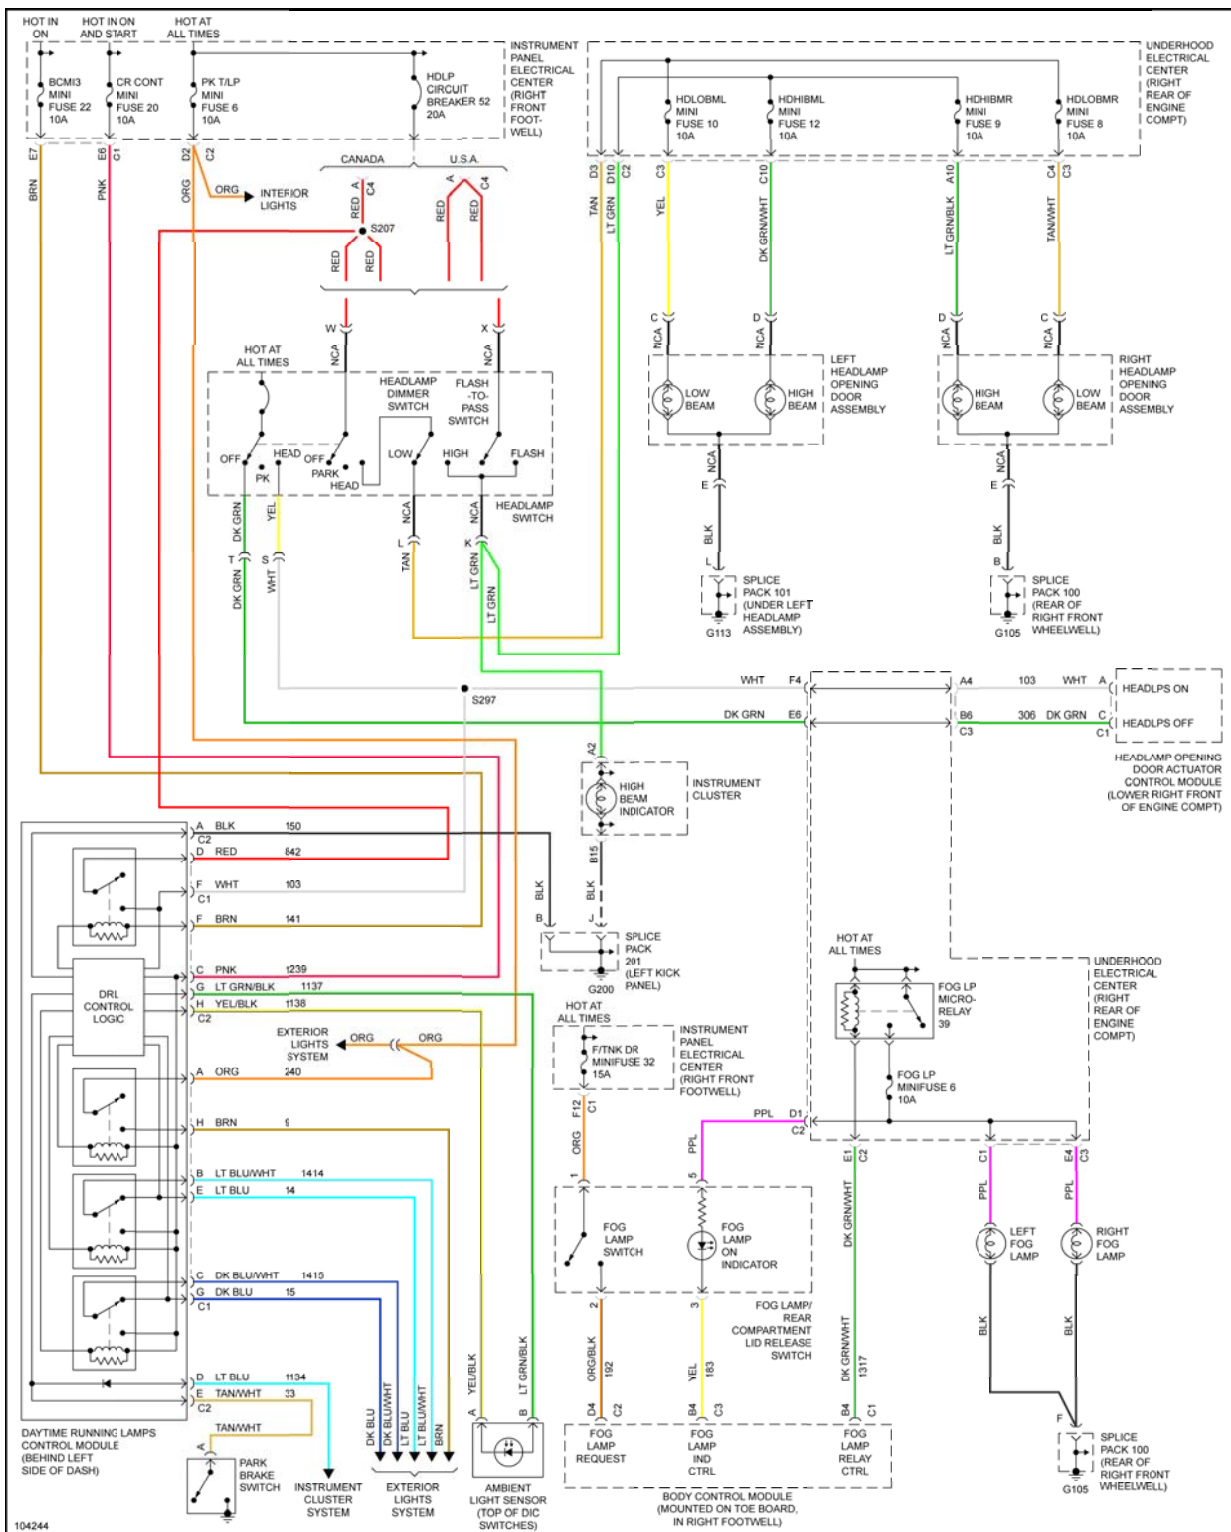 HOT IN
ON
HOT IN ON
AND START
HOT AT
ALL TIMES
BCMI3
MINI
FUSE 22
10A
CR CONT
MINI
FUSE 20
10A
PK T/LP
MINI
FUSE 6
10A
HDLP
CIRCUIT
BREAKER 52
20A
INSTRUMENT
PANEL
ELECTRICAL
CENTER
(RIGHT
FRONT
FOOT-
WELL)
HDLOBML
MINI
FUSE 10
10A
HDHIBML
MINI
FUSE 12
10A
HDHIBMR
MINI
FUSE 9
10A
HDLOBMR
MINI
FUSE 8
10A
UNDERHOOD
ELECTRICAL
CENTER
(RIGHT
REAR OF
ENGINE
COMPT)
E7
E6
C1
D2
C2
BRN
PNK
ORG
ORG
INTERIOR
LIGHTS
CANADA
U.S.A.
A
C4
A
C4
RED
S207
RED
RED
RED
RED
D3
D10
C2
C3
C10
A10
C4
C3
TAN
LT GRN
YEL
DK GRN/WHT
LT GRN/BLK
TAN/WHT
W
X
NCA
NCA
C
D
D
C
NCA
NCA
NCA
NCA
HOT AT
ALL TIMES
HEADLAMP
DIMMER
SWITCH
FLASH
-TO-
PASS
SWITCH
OFF
HEAD
PK
OFF
PARK
HEAD
LOW
HIGH
FLASH
HEADLAMP
SWITCH
LOW
BEAM
HIGH
BEAM
LEFT
HEADLAMP
OPENING
DOOR
ASSEMBLY
HIGH
BEAM
LOW
BEAM
RIGHT
HEADLAMP
OPENING
DOOR
ASSEMBLY
DK GRN
YEL
NCA
NCA
T
S
L
K
DK GRN
WHT
TAN
LT GRN
LT GRN
NCA
E
BLK
L
SPLICE
PACK 101
(UNDER LEFT
HEADLAMP
ASSEMBLY)
G113
NCA
E
BLK
B
SPLICE
PACK 100
(REAR OF
RIGHT FRONT
WHEELWELL)
G105
S297
WHT
F4
A4
103
WHT
A
HEADLPS ON
DK GRN
E6
B6
C3
306
DK GRN
C
C1
HEADLPS OFF
HEADLAMP OPENING
DOOR ACTUATOR
CONTROL MODULE
(LOWER RIGHT FRONT
OF ENGINE COMPT)
A2
HIGH
BEAM
INDICATOR
INSTRUMENT
CLUSTER
B15
BLK
BLK
B
J
SPLICE
PACK
201
(LEFT KICK
PANEL)
G200
A
BLK
150
C2
D
RED
842
F
WHT
103
C1
F
BRN
141
C
PNK
1239
G
LT GRN/BLK
1137
H
YEL/BLK
1138
C2
DRL
CONTROL
LOGIC
EXTERIOR
LIGHTS
SYSTEM
ORG
ORG
A
ORG
240
H
BRN
9
B
LT BLU/WHT
1414
E
LT BLU
14
C
DK BLU/WHT
1415
G
DK BLU
15
C1
D
LT BLU
1134
E
TAN/WHT
33
C2
TAN/WHT
DAYTIME RUNNING LAMPS
CONTROL MODULE
(BEHIND LEFT
SIDE OF DASH)
A
PARK
BRAKE
SWITCH
INSTRUMENT
CLUSTER
SYSTEM
DK BLU
DK BLU/WHT
LT BLU
LT BLU/WHT
BRN
EXTERIOR
LIGHTS
SYSTEM
YEL/BLK
LT GRN/BLK
A
B
AMBIENT
LIGHT SENSOR
(TOP OF DIC
SWITCHES)
HOT AT
ALL TIMES
F/TNK DR
MINIFUSE 32
15A
INSTRUMENT
PANEL
ELECTRICAL
CENTER
(RIGHT FRONT
FOOTWELL)
F12
C1
ORG
1
PPL
D1
C2
PPL
5
FOG
LAMP
SWITCH
FOG
LAMP
ON
INDICATOR
2
3
FOG LAMP/
REAR
COMPARTMENT
LID RELEASE
SWITCH
ORG/BLK
192
YEL
183
D4
C2
B4
C3
HOT AT
ALL TIMES
FOG LP
MICRO-
RELAY
39
FOG LP
MINIFUSE 6
10A
UNDERHOOD
ELECTRICAL
CENTER
(RIGHT
REAR OF
ENGINE
COMPT)
E1
C2
C1
E4
C3
DK GRN/WHT
PPL
PPL
LEFT
FOG
LAMP
RIGHT
FOG
LAMP
DK GRN/WHT
1317
B4
C1
BLK
BLK
F
SPLICE
PACK 100
(REAR OF
RIGHT FRONT
WHEELWELL)
G105
FOG
LAMP
REQUEST
FOG
LAMP
IND
CTRL
FOG
LAMP
RELAY
CTRL
BODY CONTROL MODULE
(MOUNTED ON TOE BOARD,
IN RIGHT FOOTWELL)
104244